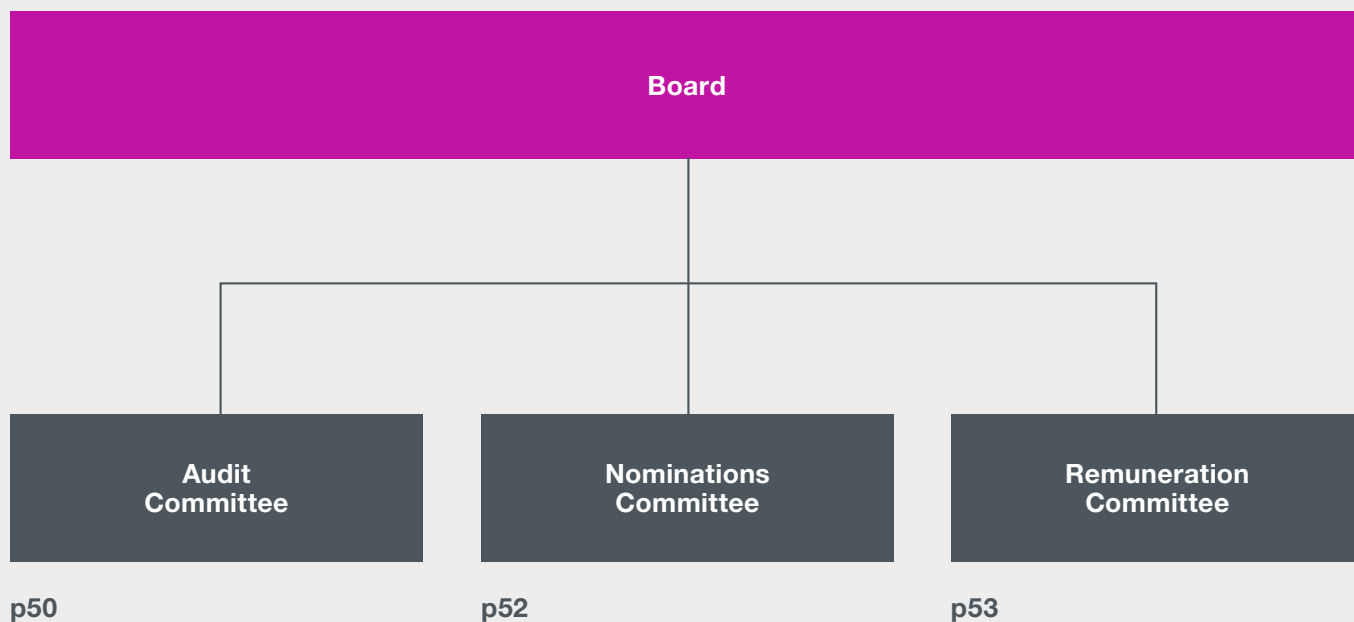 Board
Audit
Committee
Nominations
Committee
Remuneration
Committee
p50
p52
p53